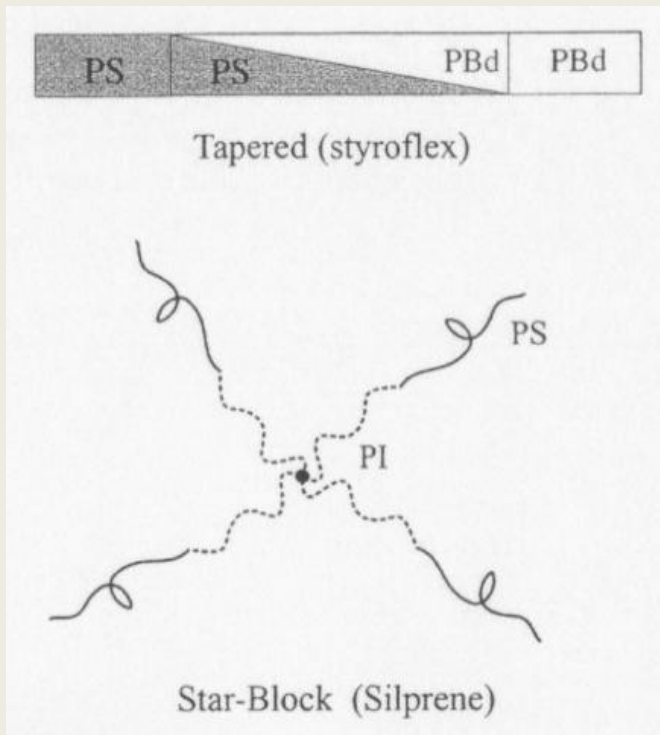 PS PS PBd PBd
Tapered (styroflex)
PS
PI
Star-Block (Silprene)